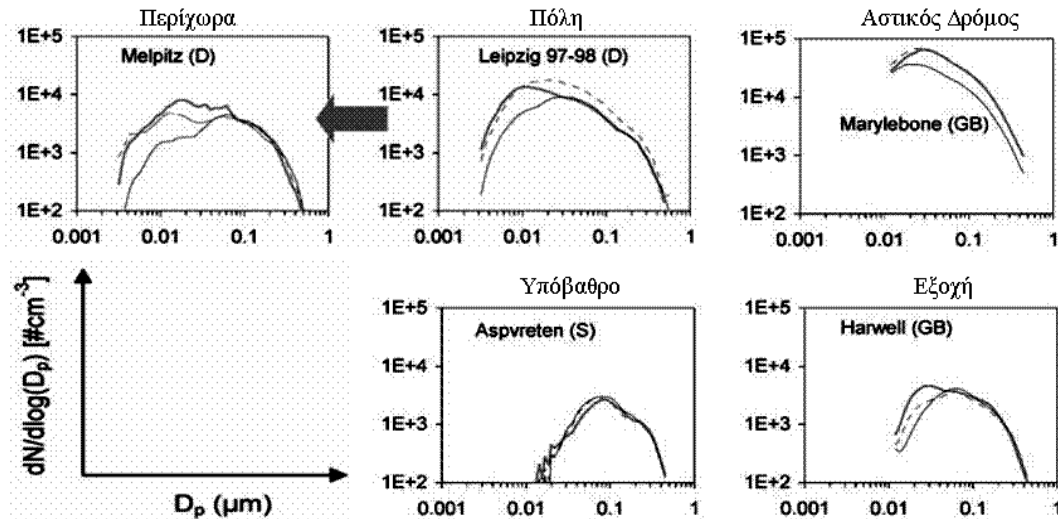 Περίχωρα
Πόλη
Αστικός Δρόμος
1E+5
1E+4
1E+3
1E+2
Melpitz (D)
0.001 0.01 0.1 1
1E+5
1E+4
1E+3
1E+2
Leipzig 97-98 (D)
0.001 0.01 0.1 1
1E+5
1E+4
1E+3
1E+2
Marylebone (GB)
0.001 0.01 0.1 1
dN/dlog(Dp) [#cm-3]
Dp (µm)
Υπόβαθρο
1E+5
1E+4
1E+3
1E+2
Aspvreten (S)
0.001 0.01 0.1 1
Εξοχή
1E+5
1E+4
1E+3
1E+2
Harwell (GB)
0.001 0.01 0.1 1